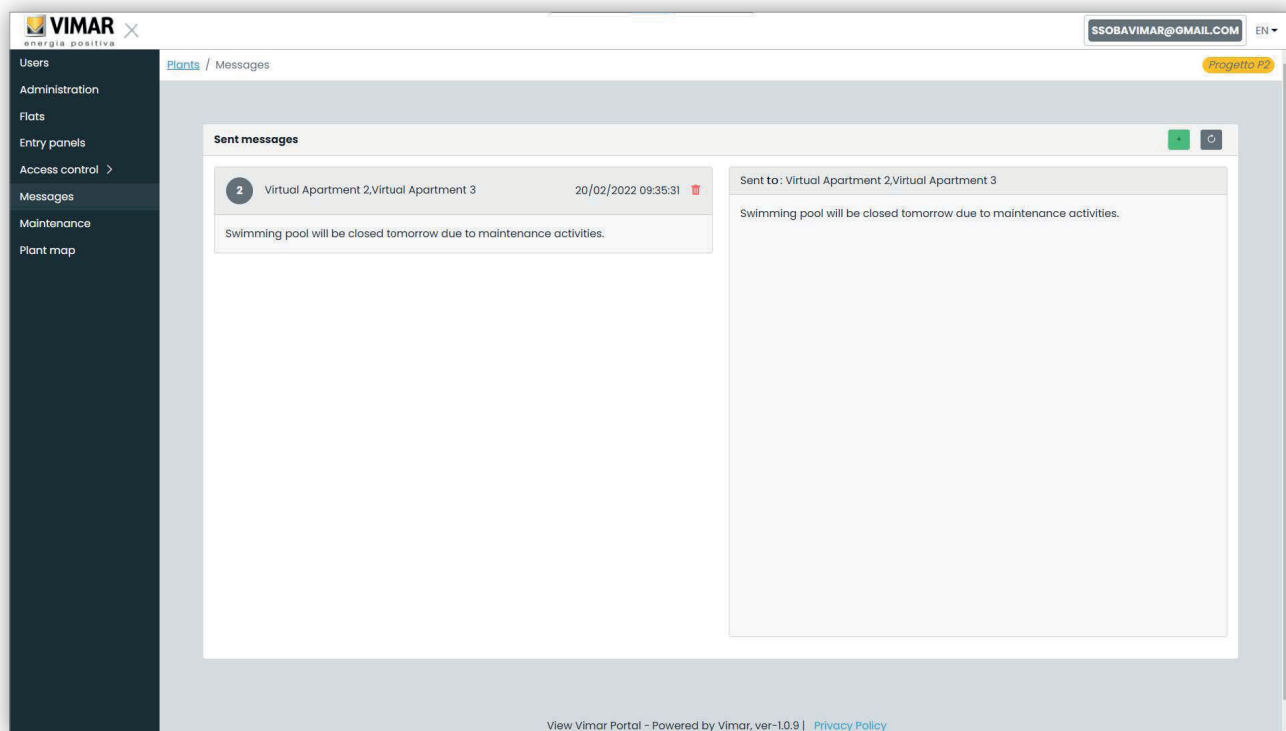 VIMAR
energia positiva
SSOBAVIMAR@GMAIL.COM
EN
Users
Administration
Flats
Entry panels
Access control >
Messages
Maintenance
Plant map
Plants / Messages
Progetto P2
Sent messages
+
2 Virtual Apartment 2,Virtual Apartment 3 20/02/2022 09:35:31
Swimming pool will be closed tomorrow due to maintenance activities.
Sent to: Virtual Apartment 2,Virtual Apartment 3
Swimming pool will be closed tomorrow due to maintenance activities.
View Vimar Portal - Powered by Vimar, ver-1.0.9 | Privacy Policy